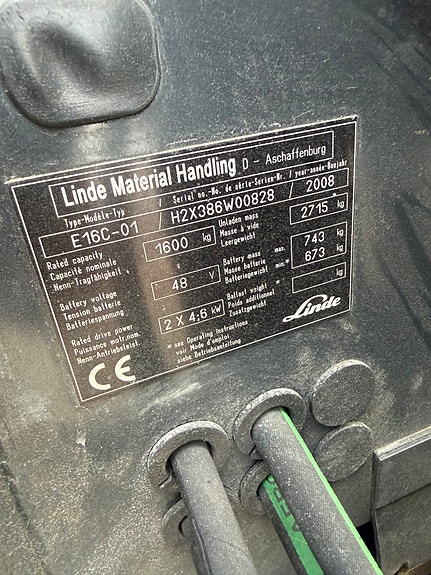 Linde Material Handling D - Aschaffenburg
Type-Modèle-Typ / Serial no.-No. de série-Serien-Nr. / year-année-Baujahr
E16C-01 / H2X386W00828 / 2008
Rated capacity
Capacité nominale
Nenn-Tragfähigkeit *
1600 kg
Unladen mass
Masse à vide
Leergewicht
2715 kg
Battery voltage
Tension batterie
Batteriespannung
48 V
Battery mass max.
Masse batterie
Batteriegewicht min.*
743 kg
673 kg
Rated drive power
Puissance motr.nom.
Nenn-Antriebsleist.
2 X 4,6 kW
Ballast weight *
Poids additionnel
Zusatzgewicht
kg
* see Operating instructions
voir Mode d'emploi
siehe Betriebsanleitung
CE
Linde